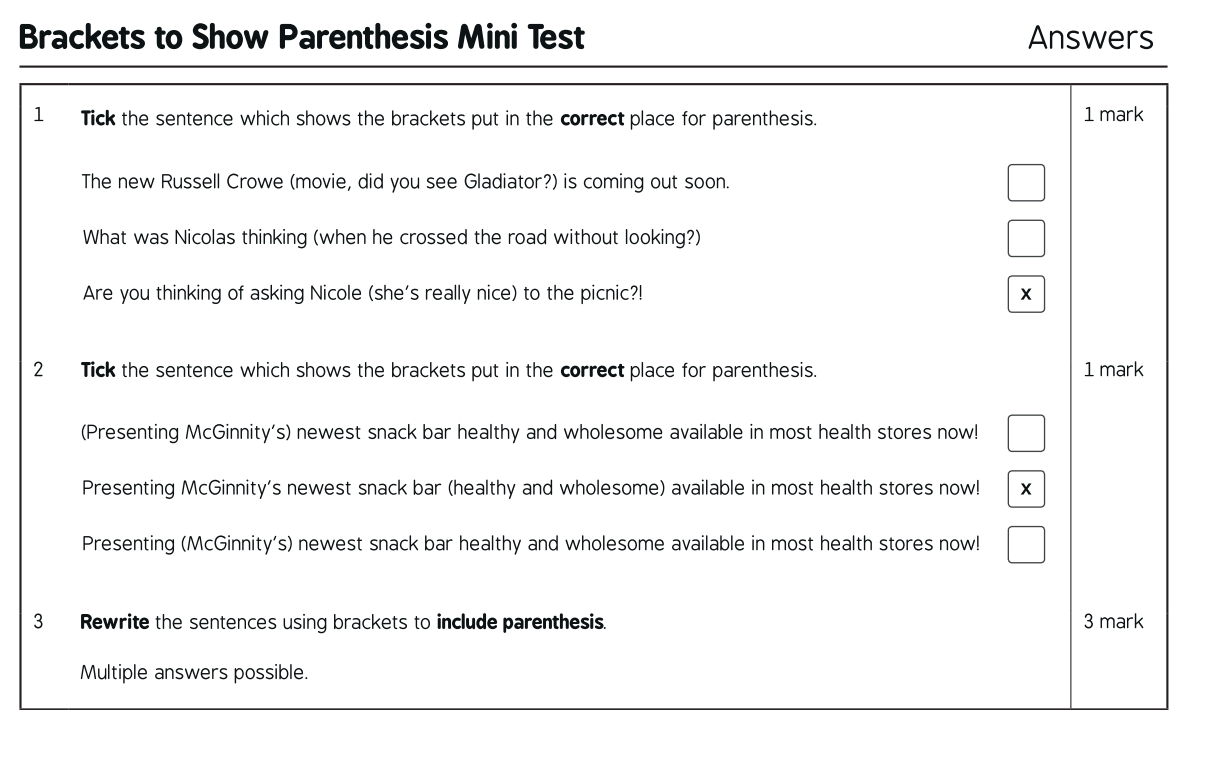 Brackets to Show Parenthesis Mini Test Answers
1 Tick the sentence which shows the brackets put in the correct place for parenthesis. 1 mark
The new Russell Crowe (movie, did you see Gladiator?) is coming out soon.
What was Nicolas thinking (when he crossed the road without looking?)
Are you thinking of asking Nicole (she's really nice) to the picnic?! x
2 Tick the sentence which shows the brackets put in the correct place for parenthesis. 1 mark
(Presenting McGinnity's) newest snack bar healthy and wholesome available in most health stores now!
Presenting McGinnity's newest snack bar (healthy and wholesome) available in most health stores now! x
Presenting (McGinnity's) newest snack bar healthy and wholesome available in most health stores now!
3 Rewrite the sentences using brackets to include parenthesis. 3 mark
Multiple answers possible.